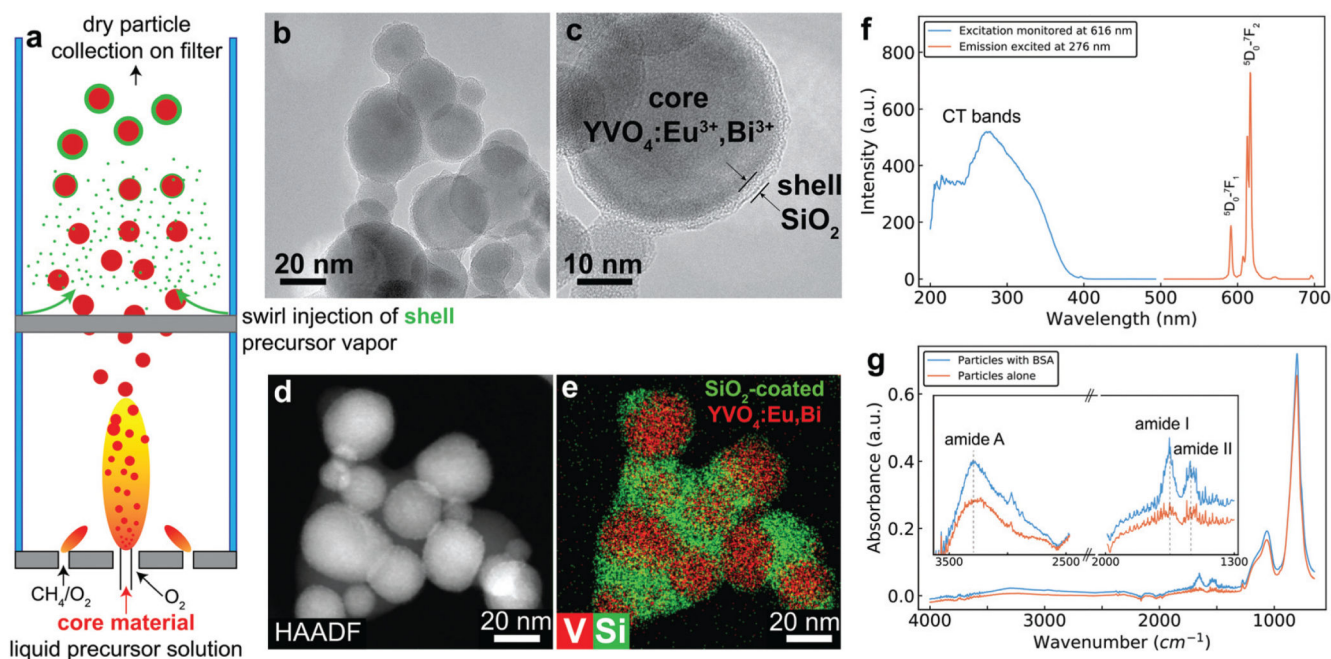 a
dry particle
collection on filter
swirl injection of shell
precursor vapor
CH4/O2
O2
core material
liquid precursor solution
b
20 nm
c
core
YVO4:Eu3+,Bi3+
shell
SiO2
10 nm
d
HAADF
20 nm
e
SiO2-coated
YVO4:Eu,Bi
V Si
20 nm
f
Excitation monitored at 616 nm
Emission excited at 276 nm
CT bands
5D0-7F1
5D0-7F2
Intensity (a.u.)
800
600
400
200
0
200 300 400 500 600 700
Wavelength (nm)
g
Particles with BSA
Particles alone
amide A
amide I
amide II
3500 2500 2000 1300
Absorbance (a.u.)
0.6
0.4
0.2
0.0
4000 3000 2000 1000
Wavenumber (cm−1)